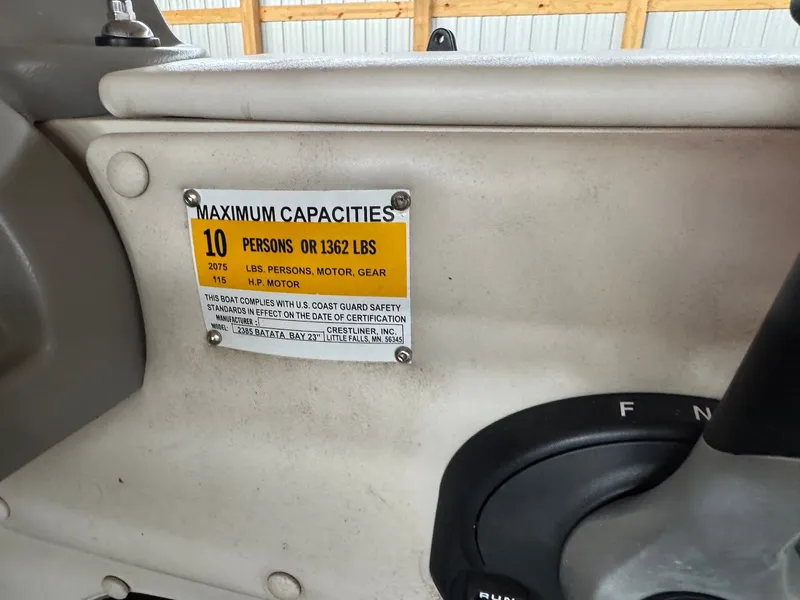 MAXIMUM CAPACITIES
10 PERSONS OR 1362 LBS
2075 LBS. PERSONS, MOTOR, GEAR
115 H.P. MOTOR
THIS BOAT COMPLIES WITH U.S. COAST GUARD SAFETY
STANDARDS IN EFFECT ON THE DATE OF CERTIFICATION
MANUFACTURER : CRESTLINER, INC.
MODEL: 2385 BATATA BAY 23" LITTLE FALLS, MN. 56345
F N
RUN